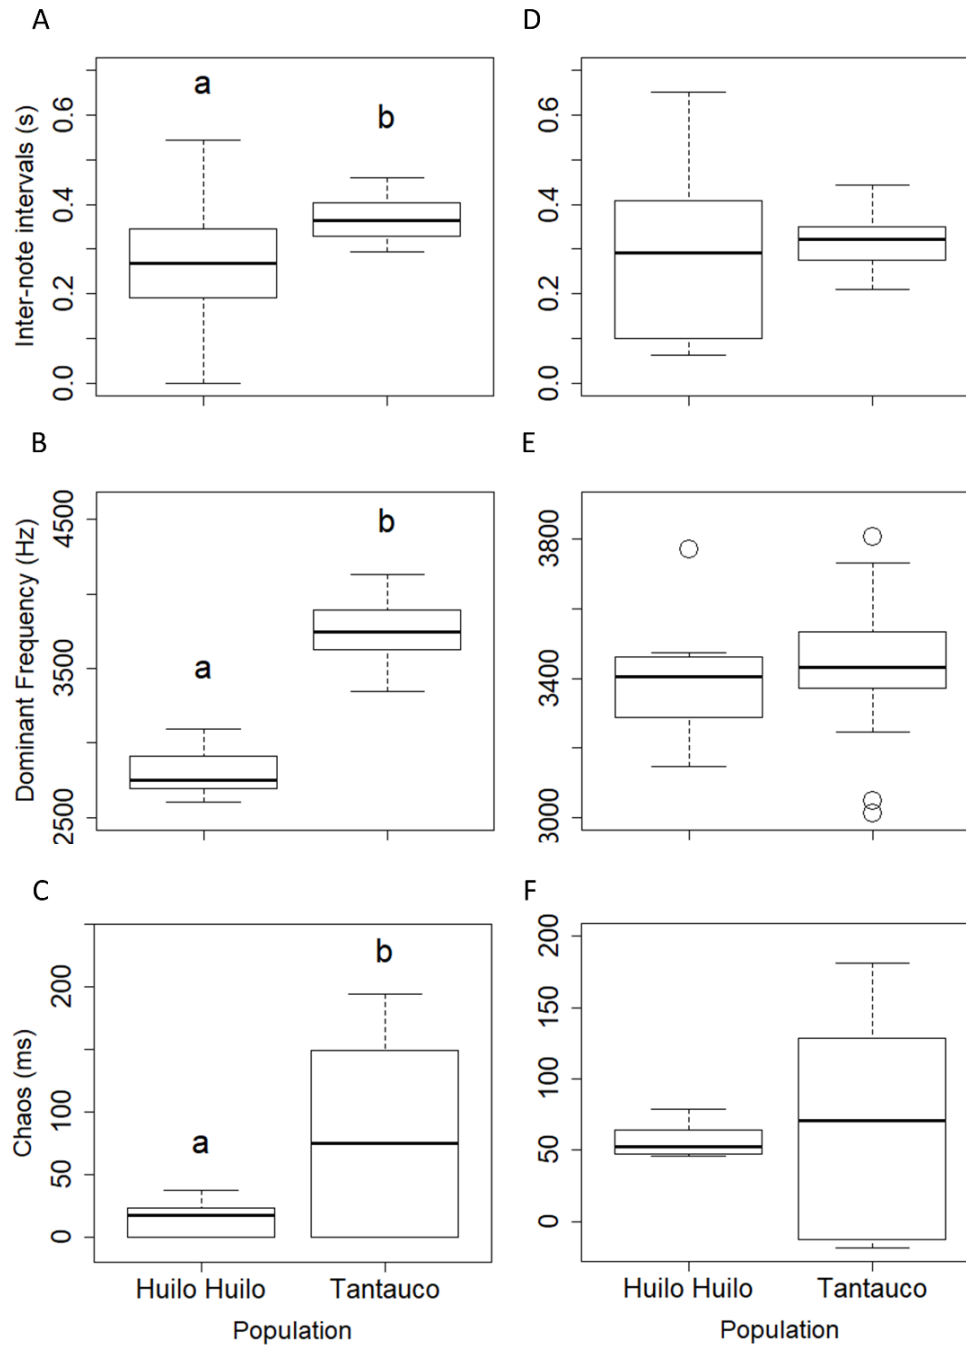 A
Inter-note intervals (s)
0.0 0.2 0.4 0.6
a
b
D
0.0 0.2 0.4 0.6
B
Dominant Frequency (Hz)
2500 3500 4500
a
b
E
3000 3400 3800
C
Chaos (ms)
0 50 100 200
a
b
Huilo Huilo Tantauco
Population
F
0 50 100 150 200
Huilo Huilo Tantauco
Population